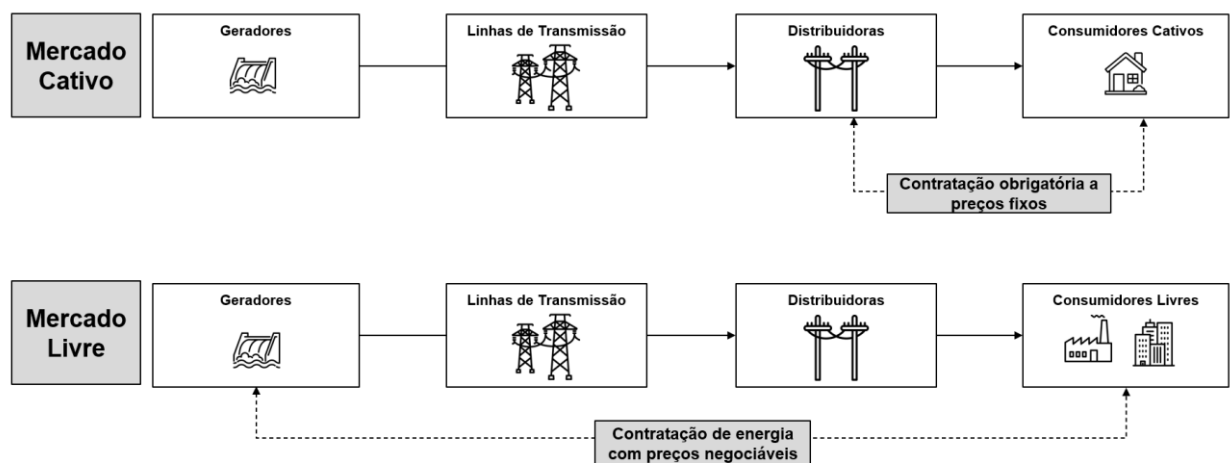 Mercado
Cativo
Geradores
Linhas de Transmissão
Distribuidoras
Consumidores Cativos
Contratação obrigatória a
preços fixos
Mercado
Livre
Geradores
Linhas de Transmissão
Distribuidoras
Consumidores Livres
Contratação de energia
com preços negociáveis